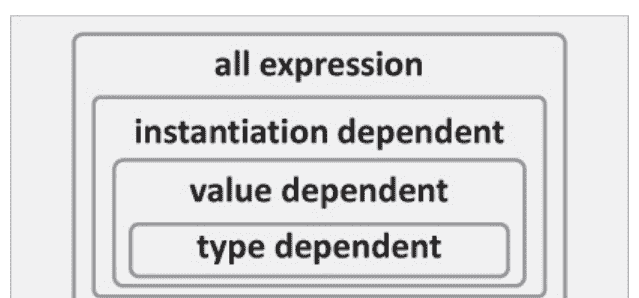 all expression
instantiation dependent
value dependent
type dependent